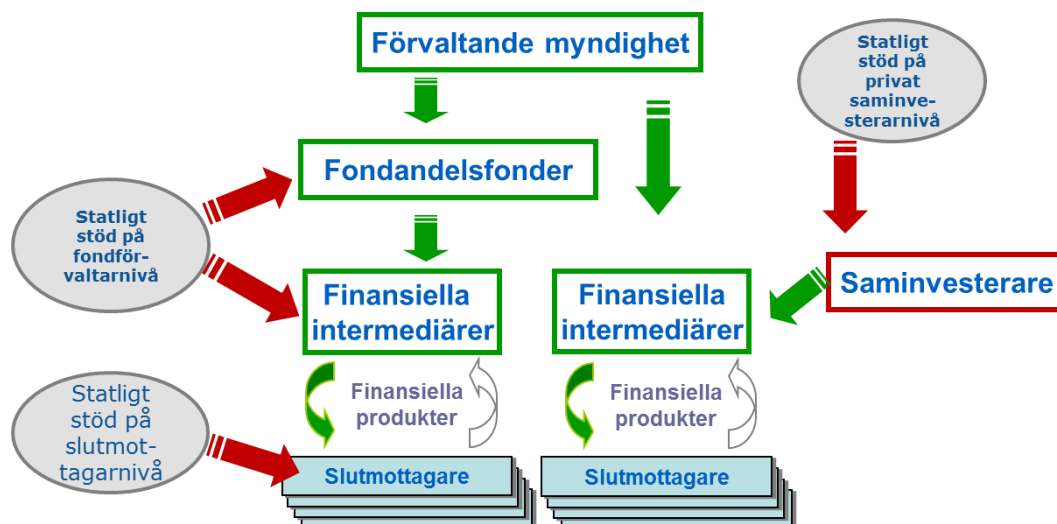 Förvaltande myndighet
Statligt
stöd på
privat
saminve-
sterarnivå
Fondandelsfonder
Statligt
stöd på
fondför-
valtarnivå
Finansiella
intermediärer
Finansiella
intermediärer
Saminvesterare
Finansiella
produkter
Finansiella
produkter
Statligt
stöd på
slutmot-
tagarnivå
Slutmottagare
Slutmottagare